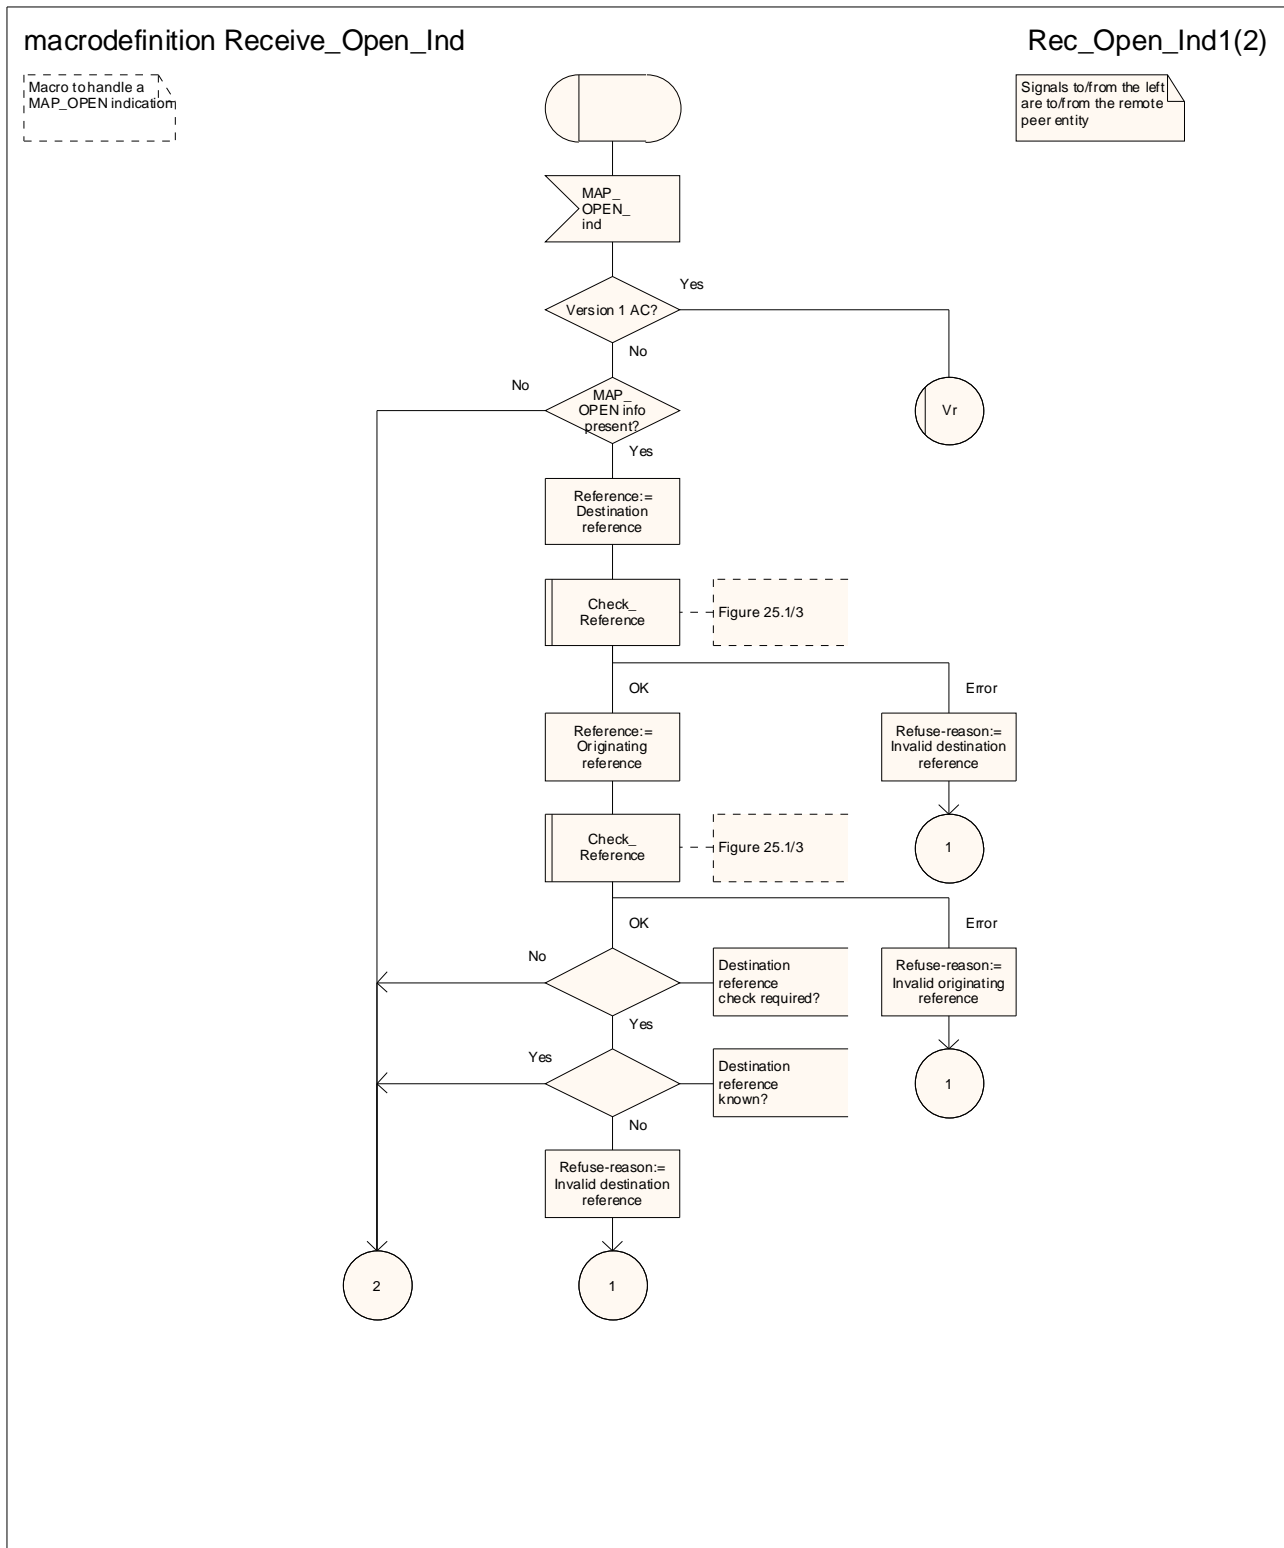 macrodefinition Receive_Open_Ind
Rec_Open_Ind1(2)
Macro to handle a
MAP_OPEN indication
Signals to/from the left
are to/from the remote
peer entity
MAP_
OPEN_
ind
Yes
Version 1 AC?
No
No
MAP_
OPEN info
present?
Vr
Yes
Reference:=
Destination
reference
Check_
Reference
Figure 25.1/3
OK
Error
Reference:=
Originating
reference
Refuse-reason:=
Invalid destination
reference
Check_
Reference
Figure 25.1/3
1
OK
Error
No
Destination
reference
check required?
Refuse-reason:=
Invalid originating
reference
Yes
Yes
Destination
reference
known?
1
No
Refuse-reason:=
Invalid destination
reference
2
1